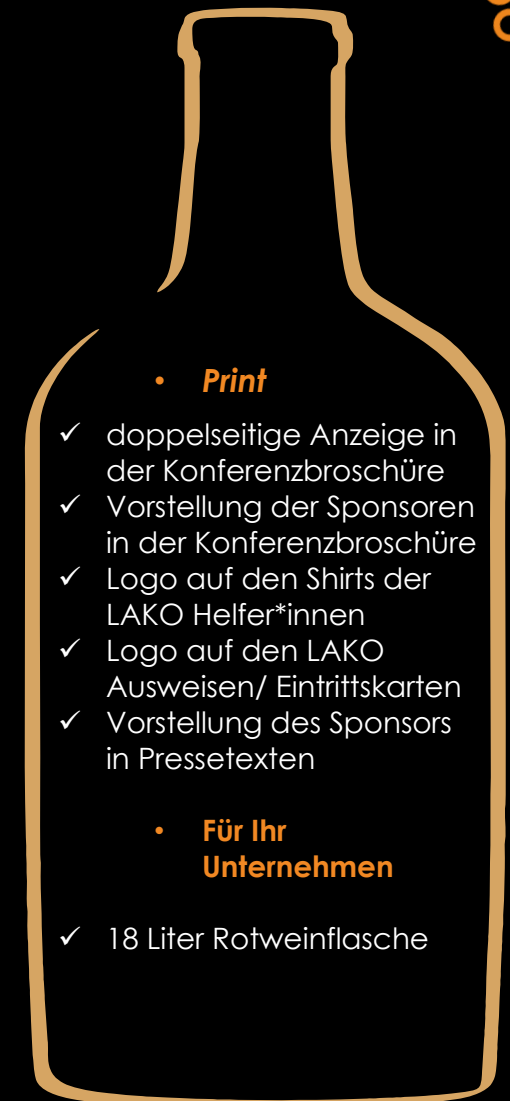 • Print
✓ doppelseitige Anzeige in
der Konferenzbroschüre
✓ Vorstellung der Sponsoren
in der Konferenzbroschüre
✓ Logo auf den Shirts der
LAKO Helfer*innen
✓ Logo auf den LAKO
Ausweisen/ Eintrittskarten
✓ Vorstellung des Sponsors
in Pressetexten
• Für Ihr
Unternehmen
✓ 18 Liter Rotweinflasche